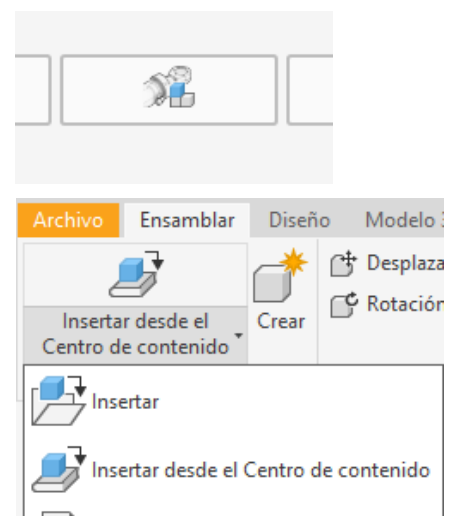 Archivo Ensamblar Diseño Modelo
Desplaza
Insertar desde el
Centro de contenido
Crear
Rotación
Insertar
Insertar desde el Centro de contenido